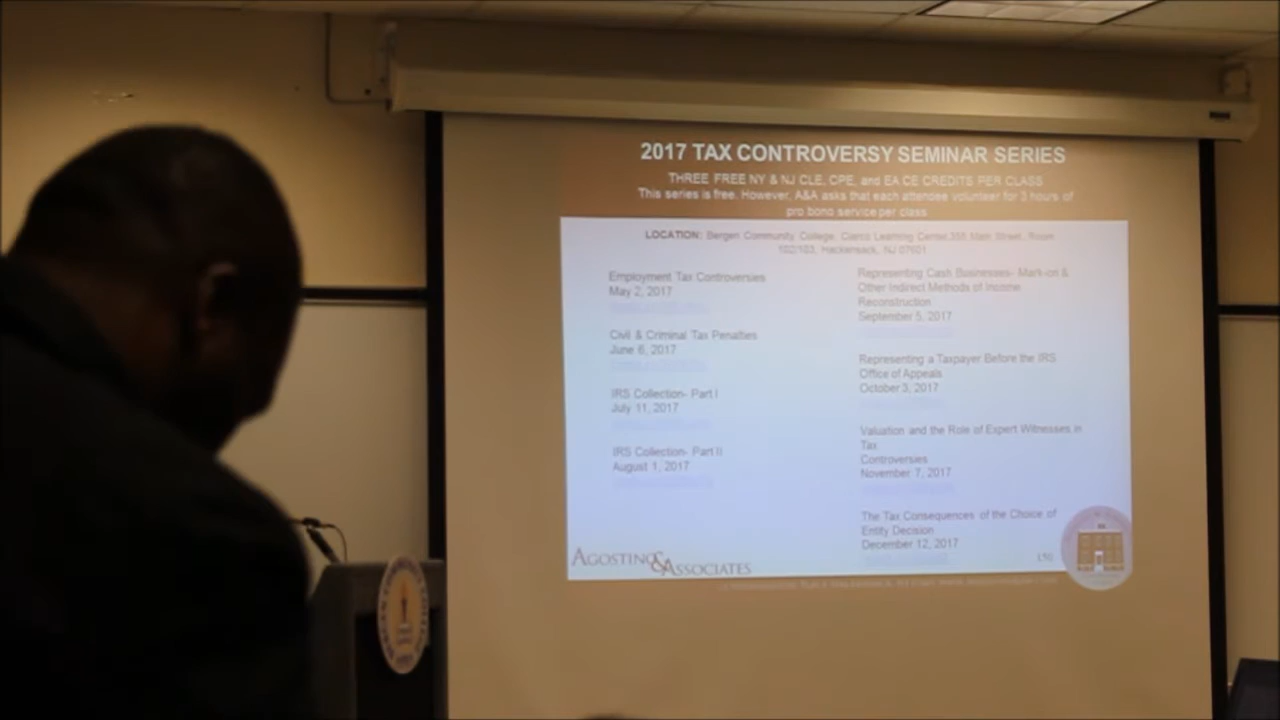 2017 TAX CONTROVERSY SEMINAR SERIES
THREE FREE NY & NJ CLE, CPE, and EA CE CREDITS PER CLASS
This series is free. However, A&A asks that each attendee volunteer for 3 hours of
pro bono service per class
LOCATION: Bergen Community College, Ciarco Learning Center, 355 Main Street, Room
102/103, Hackensack, NJ 07601
Employment Tax Controversies
May 2, 2017
Civil & Criminal Tax Penalties
June 6, 2017
IRS Collection- Part I
July 11, 2017
IRS Collection- Part II
August 1, 2017
Representing Cash Businesses- Mark-on &
Other Indirect Methods of Income
Reconstruction
September 5, 2017
Representing a Taxpayer Before the IRS
Office of Appeals
October 3, 2017
Valuation and the Role of Expert Witnesses in
Tax
Controversies
November 7, 2017
The Tax Consequences of the Choice of
Entity Decision
December 12, 2017
AGOSTINO & ASSOCIATES
150